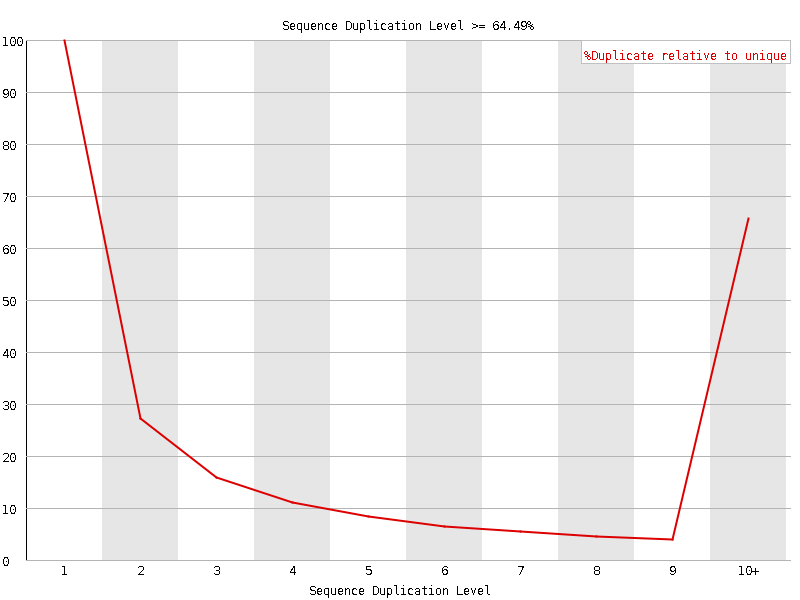 Sequence Duplication Level >= 64.49%
%Duplicate relative to unique
100
90
80
70
60
50
40
30
20
10
0
1 2 3 4 5 6 7 8 9 10+
Sequence Duplication Level